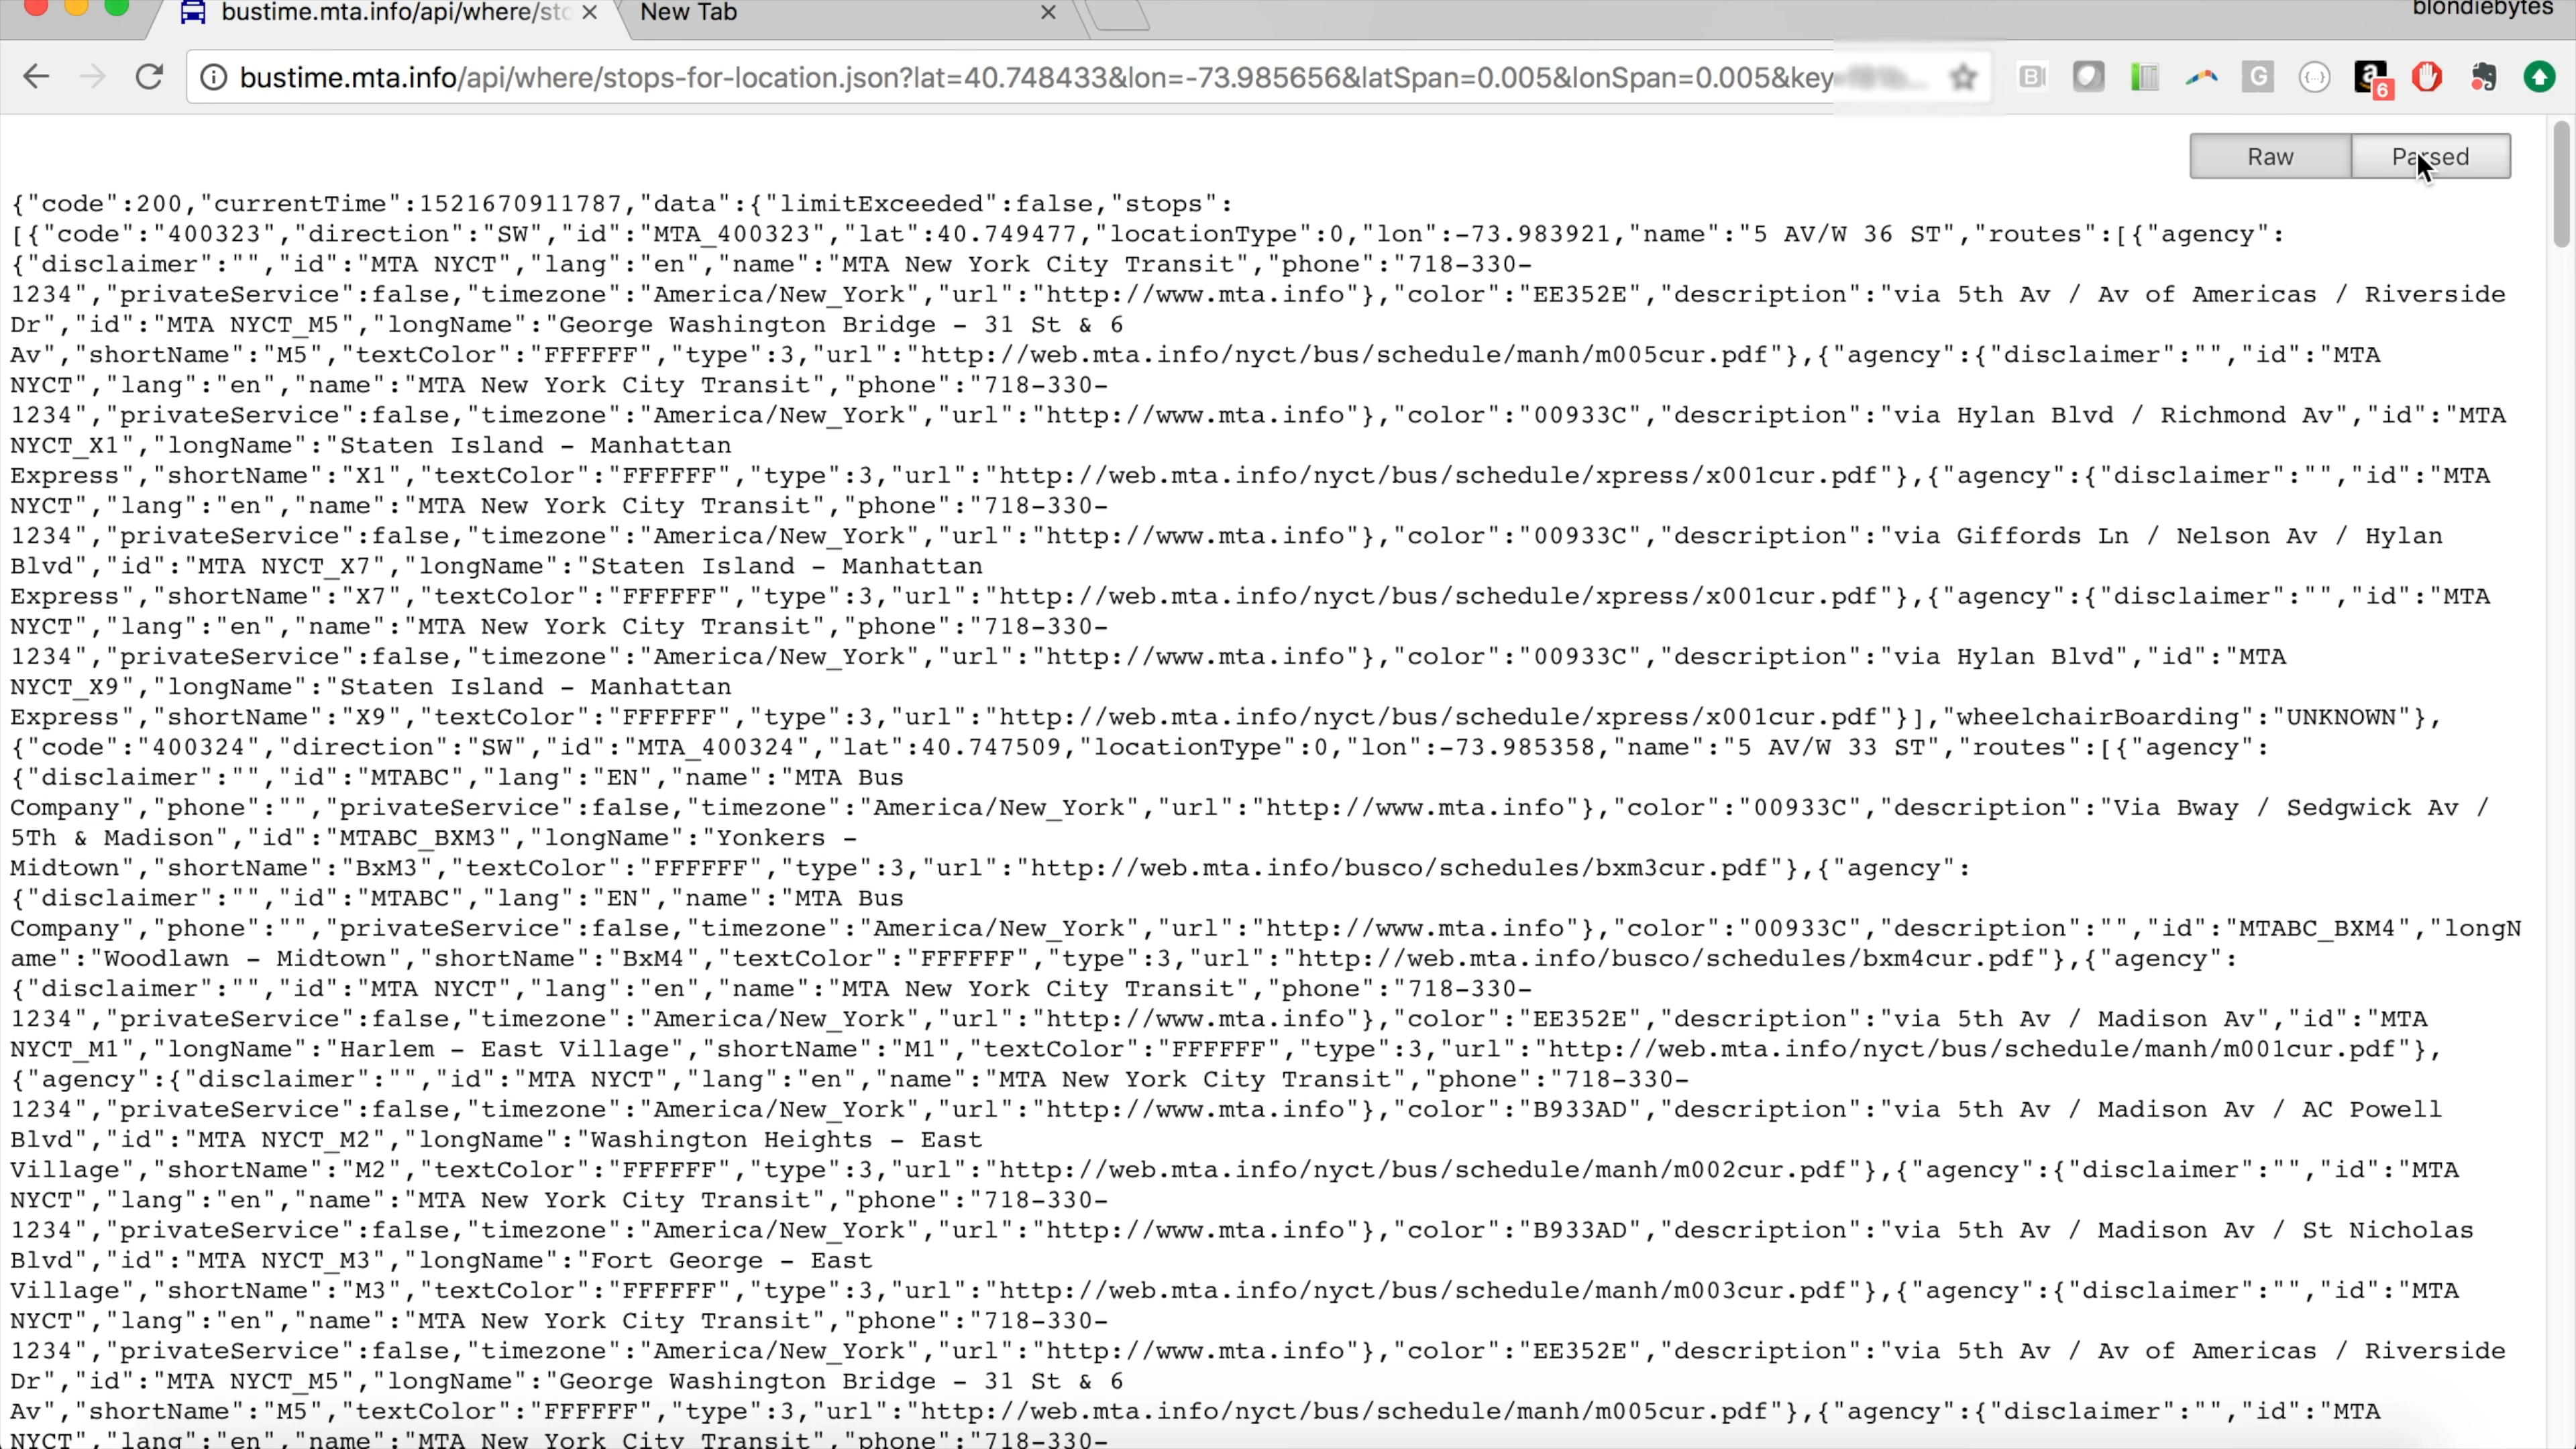 blondiebytes
bustime.mta.info/api/where/sto
New Tab
bustime.mta.info/api/where/stops-for-location.json?lat=40.748433&lon=-73.985656&latSpan=0.005&lonSpan=0.005&key
B
G
{...}
a
6
Raw
Parsed
{"code":200,"currentTime":1521670911787,"data":{"limitExceeded":false,"stops":
[{"code":"400323","direction":"SW","id":"MTA_400323","lat":40.749477,"locationType":0,"lon":-73.983921,"name":"5 AV/W 36 ST","routes":[{"agency":
{"disclaimer":"","id":"MTA NYCT","lang":"en","name":"MTA New York City Transit","phone":"718-330-
1234","privateService":false,"timezone":"America/New_York","url":"http://www.mta.info"},"color":"EE352E","description":"via 5th Av / Av of Americas / Riverside
Dr","id":"MTA NYCT_M5","longName":"George Washington Bridge - 31 St & 6
Av","shortName":"M5","textColor":"FFFFFF","type":3,"url":"http://web.mta.info/nyct/bus/schedule/manh/m005cur.pdf"},{"agency":{"disclaimer":"","id":"MTA
NYCT","lang":"en","name":"MTA New York City Transit","phone":"718-330-
1234","privateService":false,"timezone":"America/New_York","url":"http://www.mta.info"},"color":"00933C","description":"via Hylan Blvd / Richmond Av","id":"MTA
NYCT_X1","longName":"Staten Island - Manhattan
Express","shortName":"X1","textColor":"FFFFFF","type":3,"url":"http://web.mta.info/nyct/bus/schedule/xpress/x001cur.pdf"},{"agency":{"disclaimer":"","id":"MTA
NYCT","lang":"en","name":"MTA New York City Transit","phone":"718-330-
1234","privateService":false,"timezone":"America/New_York","url":"http://www.mta.info"},"color":"00933C","description":"via Giffords Ln / Nelson Av / Hylan
Blvd","id":"MTA NYCT_X7","longName":"Staten Island - Manhattan
Express","shortName":"X7","textColor":"FFFFFF","type":3,"url":"http://web.mta.info/nyct/bus/schedule/xpress/x001cur.pdf"},{"agency":{"disclaimer":"","id":"MTA
NYCT","lang":"en","name":"MTA New York City Transit","phone":"718-330-
1234","privateService":false,"timezone":"America/New_York","url":"http://www.mta.info"},"color":"00933C","description":"via Hylan Blvd","id":"MTA
NYCT_X9","longName":"Staten Island - Manhattan
Express","shortName":"X9","textColor":"FFFFFF","type":3,"url":"http://web.mta.info/nyct/bus/schedule/xpress/x001cur.pdf"}],"wheelchairBoarding":"UNKNOWN"},
{"code":"400324","direction":"SW","id":"MTA_400324","lat":40.747509,"locationType":0,"lon":-73.985358,"name":"5 AV/W 33 ST","routes":[{"agency":
{"disclaimer":"","id":"MTABC","lang":"EN","name":"MTA Bus
Company","phone":"","privateService":false,"timezone":"America/New_York","url":"http://www.mta.info"},"color":"00933C","description":"Via Bway / Sedgwick Av /
5Th & Madison","id":"MTABC_BXM3","longName":"Yonkers -
Midtown","shortName":"BxM3","textColor":"FFFFFF","type":3,"url":"http://web.mta.info/busco/schedules/bxm3cur.pdf"},{"agency":
{"disclaimer":"","id":"MTABC","lang":"EN","name":"MTA Bus
Company","phone":"","privateService":false,"timezone":"America/New_York","url":"http://www.mta.info"},"color":"00933C","description":"","id":"MTABC_BXM4","longN
ame":"Woodlawn - Midtown","shortName":"BxM4","textColor":"FFFFFF","type":3,"url":"http://web.mta.info/busco/schedules/bxm4cur.pdf"},{"agency":
{"disclaimer":"","id":"MTA NYCT","lang":"en","name":"MTA New York City Transit","phone":"718-330-
1234","privateService":false,"timezone":"America/New_York","url":"http://www.mta.info"},"color":"EE352E","description":"via 5th Av / Madison Av","id":"MTA
NYCT_M1","longName":"Harlem - East Village","shortName":"M1","textColor":"FFFFFF","type":3,"url":"http://web.mta.info/nyct/bus/schedule/manh/m001cur.pdf"},
{"agency":{"disclaimer":"","id":"MTA NYCT","lang":"en","name":"MTA New York City Transit","phone":"718-330-
1234","privateService":false,"timezone":"America/New_York","url":"http://www.mta.info"},"color":"B933AD","description":"via 5th Av / Madison Av / AC Powell
Blvd","id":"MTA NYCT_M2","longName":"Washington Heights - East
Village","shortName":"M2","textColor":"FFFFFF","type":3,"url":"http://web.mta.info/nyct/bus/schedule/manh/m002cur.pdf"},{"agency":{"disclaimer":"","id":"MTA
NYCT","lang":"en","name":"MTA New York City Transit","phone":"718-330-
1234","privateService":false,"timezone":"America/New_York","url":"http://www.mta.info"},"color":"B933AD","description":"via 5th Av / Madison Av / St Nicholas
Blvd","id":"MTA NYCT_M3","longName":"Fort George - East
Village","shortName":"M3","textColor":"FFFFFF","type":3,"url":"http://web.mta.info/nyct/bus/schedule/manh/m003cur.pdf"},{"agency":{"disclaimer":"","id":"MTA
NYCT","lang":"en","name":"MTA New York City Transit","phone":"718-330-
1234","privateService":false,"timezone":"America/New_York","url":"http://www.mta.info"},"color":"EE352E","description":"via 5th Av / Av of Americas / Riverside
Dr","id":"MTA NYCT_M5","longName":"George Washington Bridge - 31 St & 6
Av","shortName":"M5","textColor":"FFFFFF","type":3,"url":"http://web.mta.info/nyct/bus/schedule/manh/m005cur.pdf"},{"agency":{"disclaimer":"","id":"MTA
NYCT","lang":"en","name":"MTA New York City Transit","phone":"718-330-